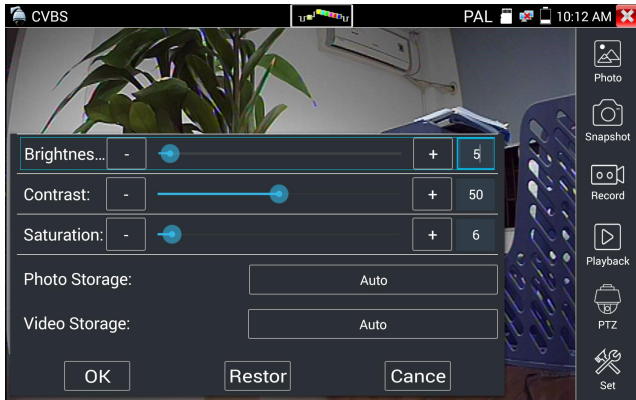 CVBS
PAL
10:12 AM
Photo
Snapshot
Record
Playback
PTZ
Set
Brightnes... - + 5
Contrast: - + 50
Saturation: - + 6
Photo Storage: Auto
Video Storage: Auto
OK Restor Cance